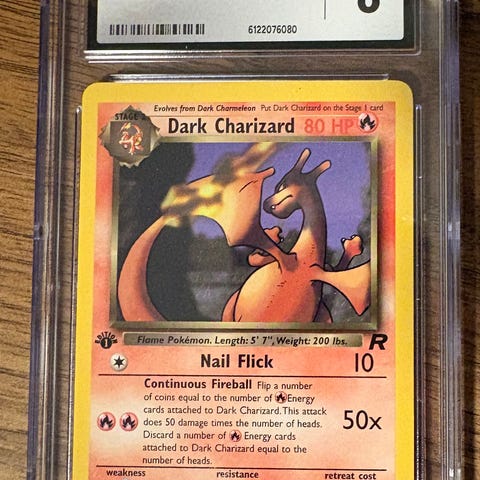 6122076080
Evolves from Dark Charmeleon Put Dark Charizard on the Stage 1 card
STAGE 2
Dark Charizard 80 HP
Flame Pokémon. Length: 5' 7", Weight: 200 lbs.
EDITION
1
R
Nail Flick 10
Continuous Fireball Flip a number
of coins equal to the number of Energy
cards attached to Dark Charizard. This attack
does 50 damage times the number of heads.
Discard a number of Energy cards
attached to Dark Charizard equal to the
number of heads.
50x
weakness resistance retreat cost